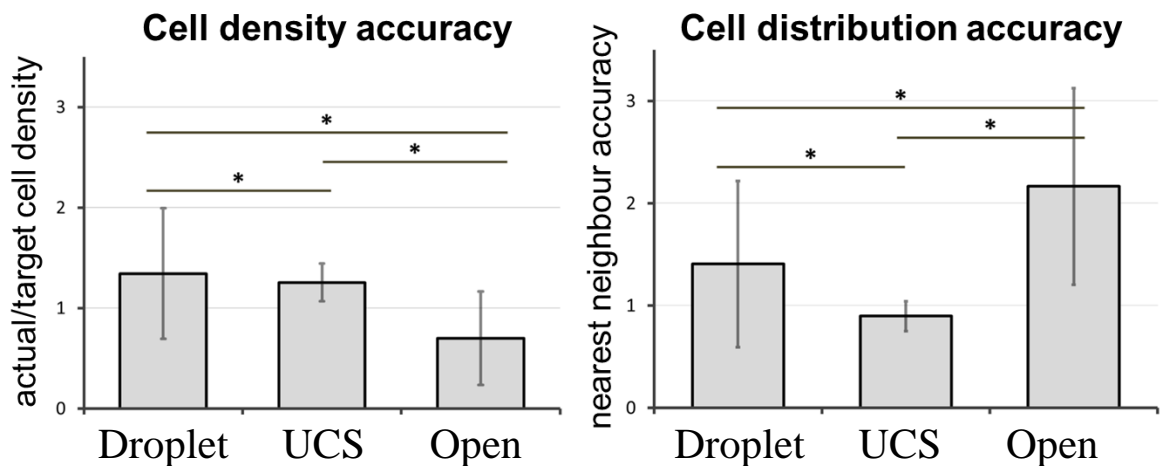 Cell density accuracy
actual/target cell density
3
2
1
0
*
*
*
Droplet
UCS
Open
Cell distribution accuracy
nearest neighbour accuracy
3
2
1
0
*
*
*
Droplet
UCS
Open